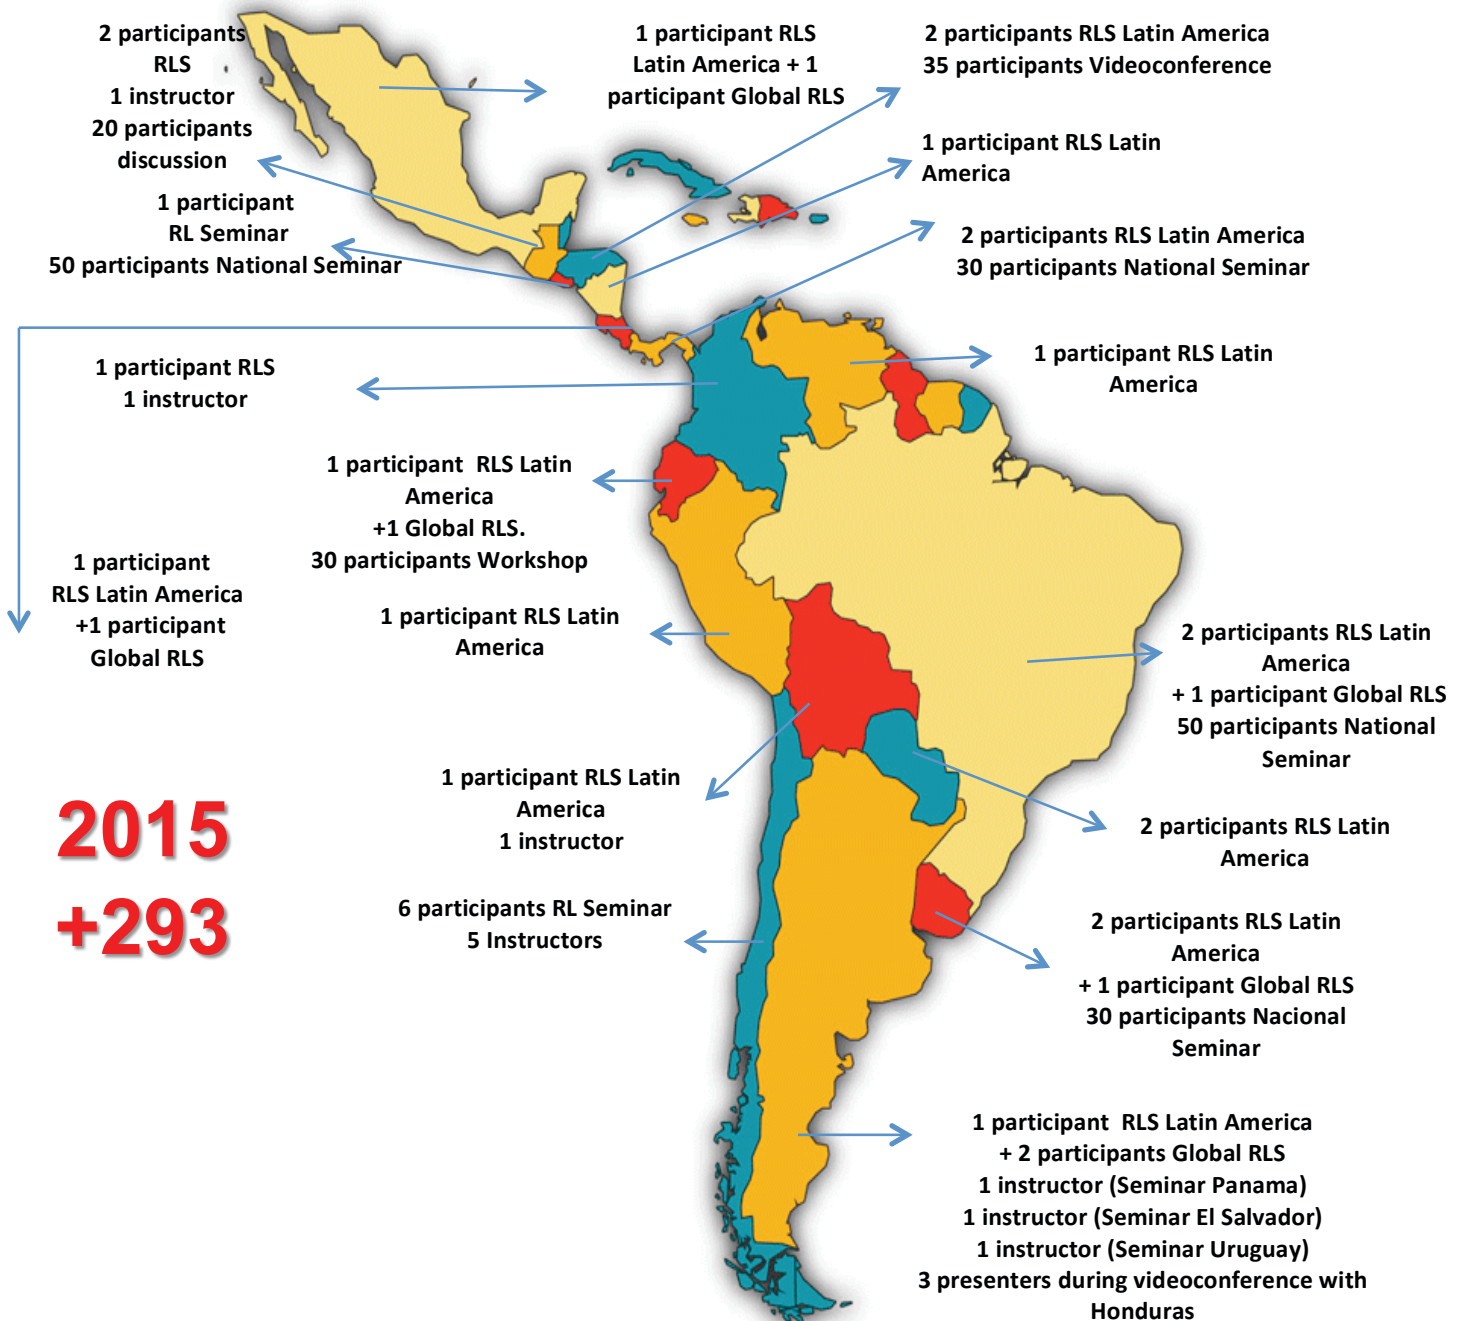 2 participants
RLS
1 instructor
20 participants
discussion
1 participant RLS
Latin America + 1
participant Global RLS
2 participants RLS Latin America
35 participants Videoconference
1 participant RLS Latin
America
1 participant
RL Seminar
50 participants National Seminar
2 participants RLS Latin America
30 participants National Seminar
1 participant RLS
1 instructor
1 participant RLS Latin
America
1 participant  RLS Latin
America
+1 Global RLS.
30 participants Workshop
1 participant
RLS Latin America
+1 participant
Global RLS
1 participant RLS Latin
America
2 participants RLS Latin
America
+ 1 participant Global RLS
50 participants National
Seminar
1 participant RLS Latin
America
1 instructor
2015
+293
2 participants RLS Latin
America
6 participants RL Seminar
5 Instructors
2 participants RLS Latin
America
+ 1 participant Global RLS
30 participants Nacional
Seminar
1 participant  RLS Latin America
+ 2 participants Global RLS
1 instructor (Seminar Panama)
1 instructor (Seminar El Salvador)
1 instructor (Seminar Uruguay)
3 presenters during videoconference with
Honduras